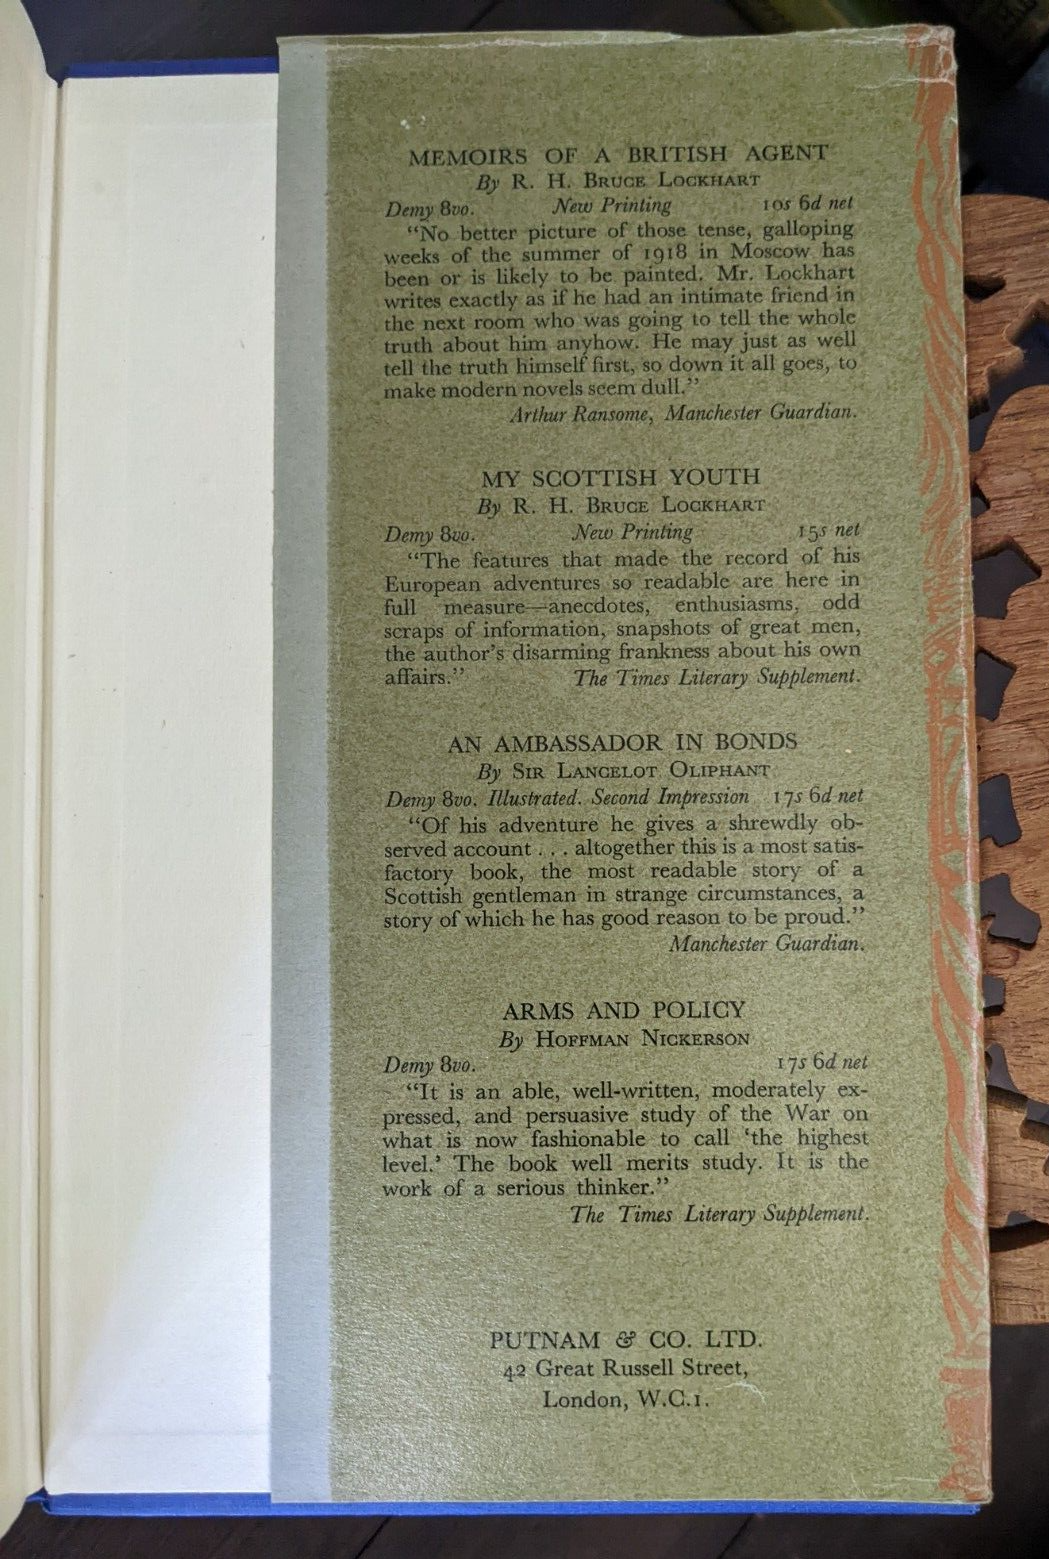 MEMOIRS OF A BRITISH AGENT
By R. H. Bruce Lockhart
Demy 8vo. New Printing 10s 6d net
“No better picture of those tense, galloping
weeks of the summer of 1918 in Moscow has
been or is likely to be painted. Mr. Lockhart
writes exactly as if he had an intimate friend in
the next room who was going to tell the whole
truth about him anyhow. He may just as well
tell the truth himself first, so down it all goes, to
make modern novels seem dull.”
Arthur Ransome, Manchester Guardian.
MY SCOTTISH YOUTH
By R. H. Bruce Lockhart
Demy 8vo. New Printing 15s net
“The features that made the record of his
European adventures so readable are here in
full measure—anecdotes, enthusiasms, odd
scraps of information, snapshots of great men,
the author’s disarming frankness about his own
affairs.” The Times Literary Supplement.
AN AMBASSADOR IN BONDS
By Sir Lancelot Oliphant
Demy 8vo. Illustrated. Second Impression 17s 6d net
“Of his adventure he gives a shrewdly ob-
served account . . . altogether this is a most satis-
factory book, the most readable story of a
Scottish gentleman in strange circumstances, a
story of which he has good reason to be proud.”
Manchester Guardian.
ARMS AND POLICY
By Hoffman Nickerson
Demy 8vo. 17s 6d net
“It is an able, well-written, moderately ex-
pressed, and persuasive study of the War on
what is now fashionable to call ‘the highest
level.’ The book well merits study. It is the
work of a serious thinker.”
The Times Literary Supplement.
PUTNAM & CO. LTD.
42 Great Russell Street,
London, W.C.1.